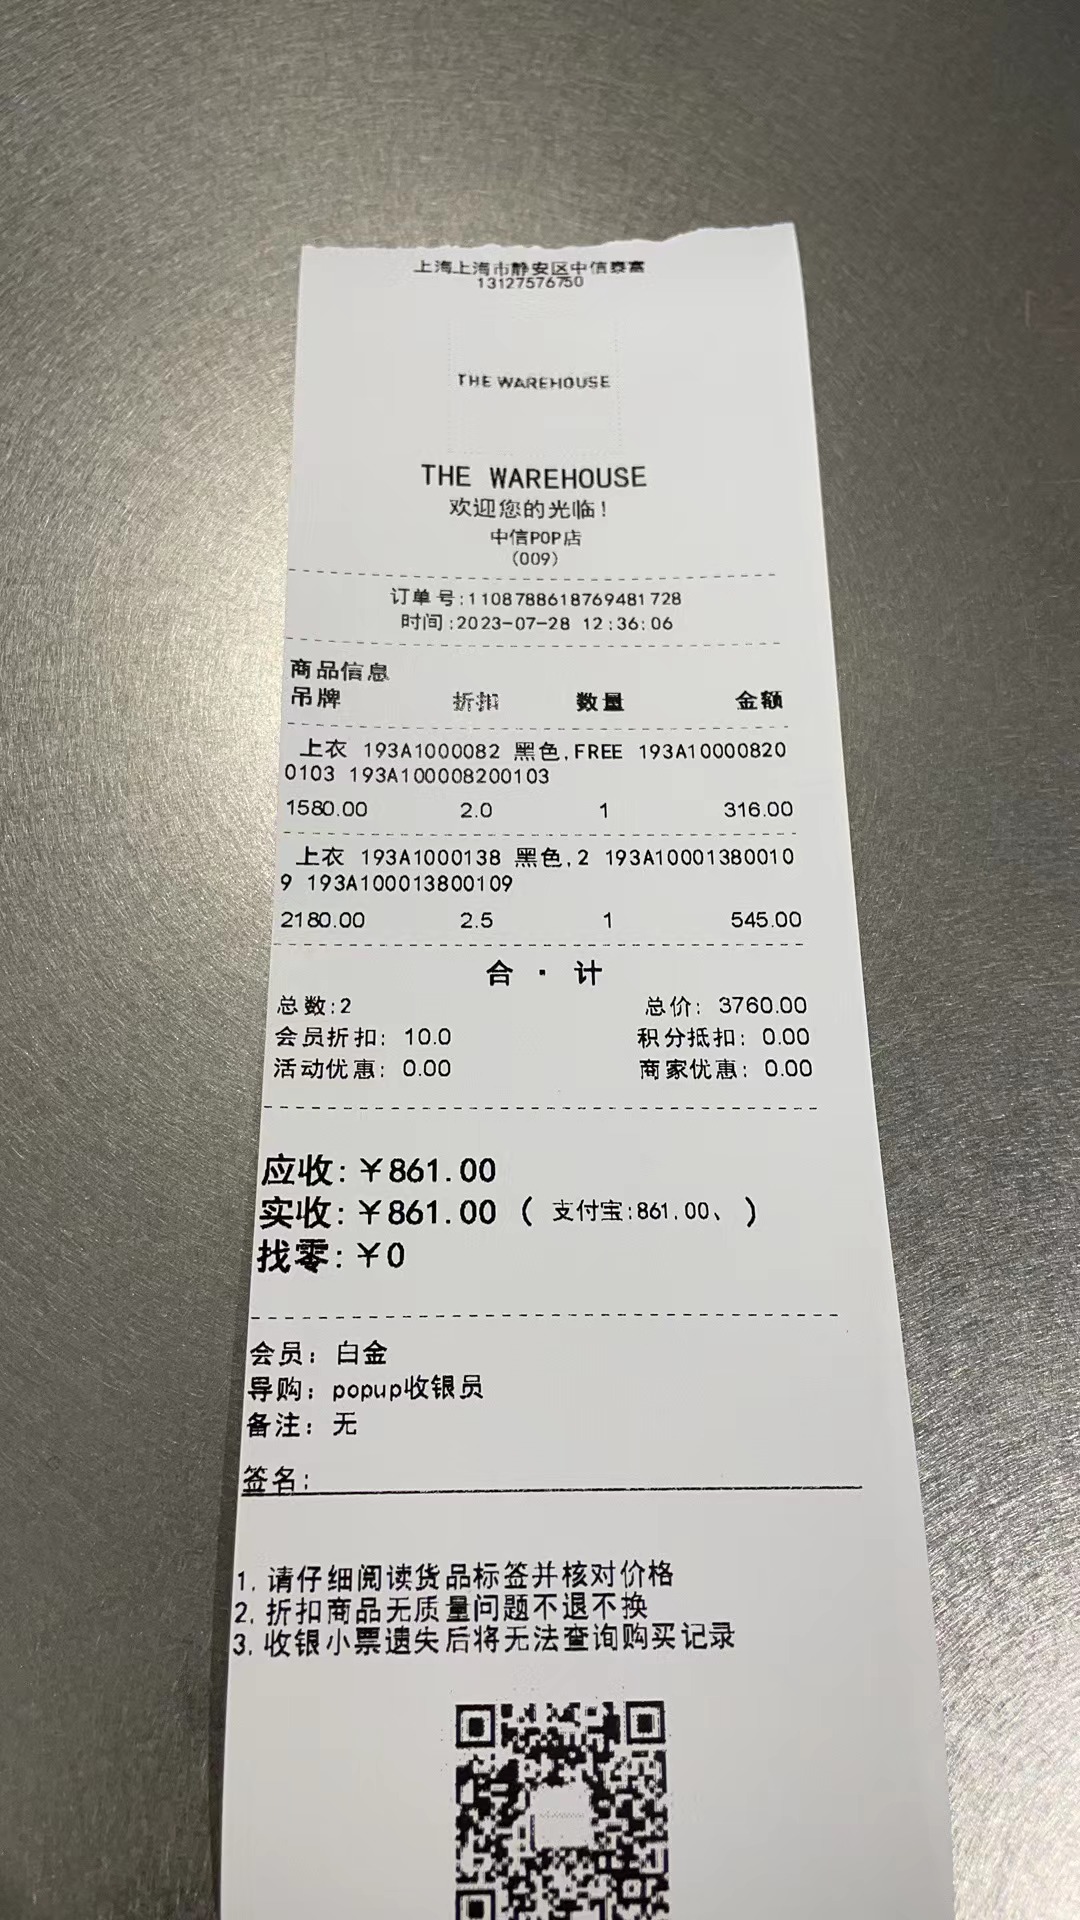 上海上海市静安区中信泰富
13127576750
THE WAREHOUSE
THE WAREHOUSE
欢迎您的光临!
中信POP店
(009)
订单号:1108788618769481728
时间:2023-07-28 12:36:06
商品信息
吊牌 折扣 数量 金额
上衣 193A1000082 黑色,FREE 193A10000820
0103 193A100008200103
1580.00 2.0 1 316.00
上衣 193A1000138 黑色,2 193A10001380010
9 193A100013800109
2180.00 2.5 1 545.00
合 · 计
总数:2 总价: 3760.00
会员折扣: 10.0 积分抵扣: 0.00
活动优惠: 0.00 商家优惠: 0.00
应收:￥861.00
实收:￥861.00 ( 支付宝:861.00、 )
找零:￥0
会员: 白金
导购: popup收银员
备注: 无
签名:
1. 请仔细阅读货品标签并核对价格
2. 折扣商品无质量问题不退不换
3. 收银小票遗失后将无法查询购买记录